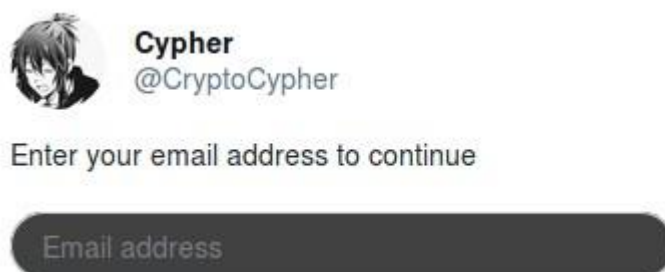 Cypher
@CryptoCypher
Enter your email address to continue
Email address